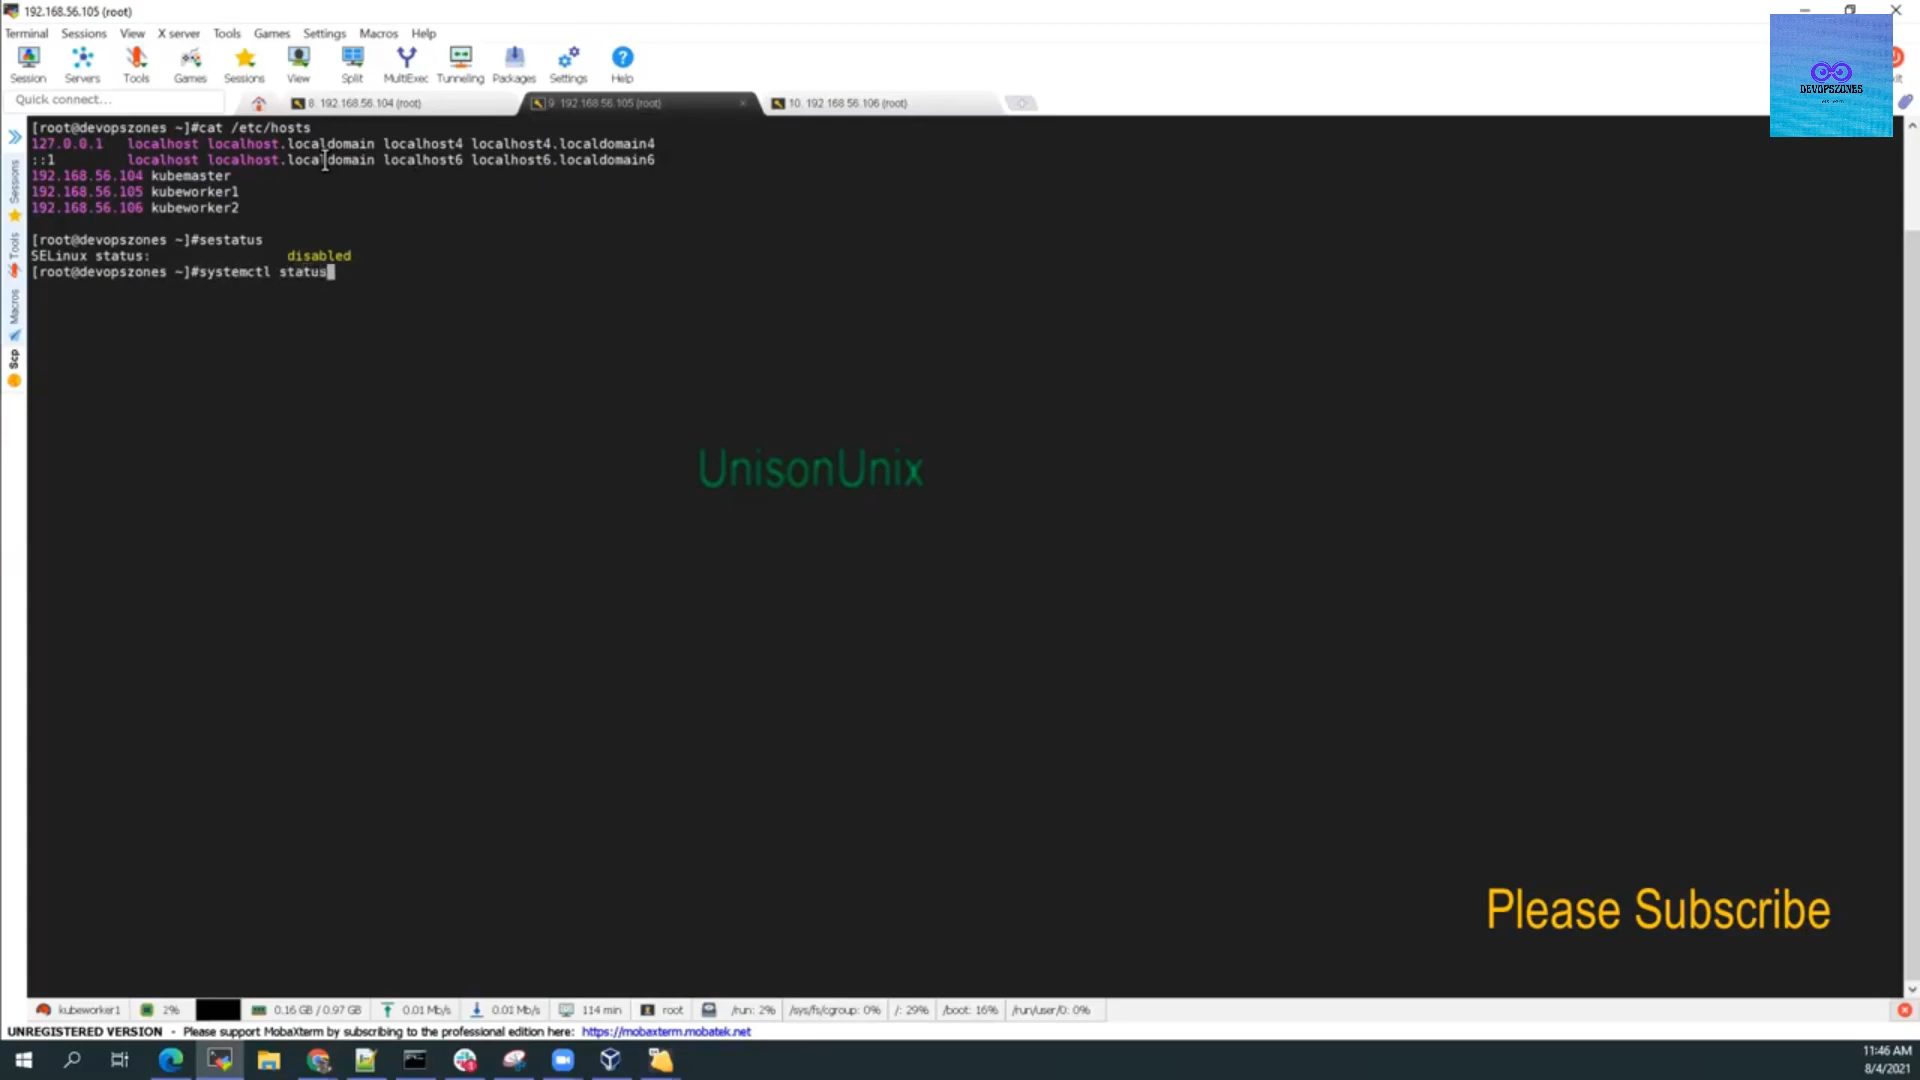 192.168.56.105 (root)
Terminal Sessions View X server Tools Games Settings Macros Help
Session Servers Tools Games Sessions View Split MultiExec Tunneling Packages Settings Help
DEVOPSZONES
Quick connect...
8. 192.168.56.104 (root)
9. 192.168.56.105 (root)
10. 192.168.56.106 (root)
[root@devopszones ~]#cat /etc/hosts
127.0.0.1 localhost localhost.localdomain localhost4 localhost4.localdomain4
::1 localhost localhost.localdomain localhost6 localhost6.localdomain6
192.168.56.104 kubemaster
192.168.56.105 kubeworker1
192.168.56.106 kubeworker2
[root@devopszones ~]#sestatus
SELinux status: disabled
[root@devopszones ~]#systemctl status
Sessions
Tools
Macros
Scp
UnisonUnix
Please Subscribe
kubeworker1 2% 0.16 GB / 0.97 GB 0.01 Mb/s 0.01 Mb/s 114 min root /run: 2% /sys/fs/cgroup: 0% /: 29% /boot: 16% /run/user/0: 0%
UNREGISTERED VERSION - Please support MobaXterm by subscribing to the professional edition here: https://mobaxterm.mobatek.net
11:46 AM
8/4/2021